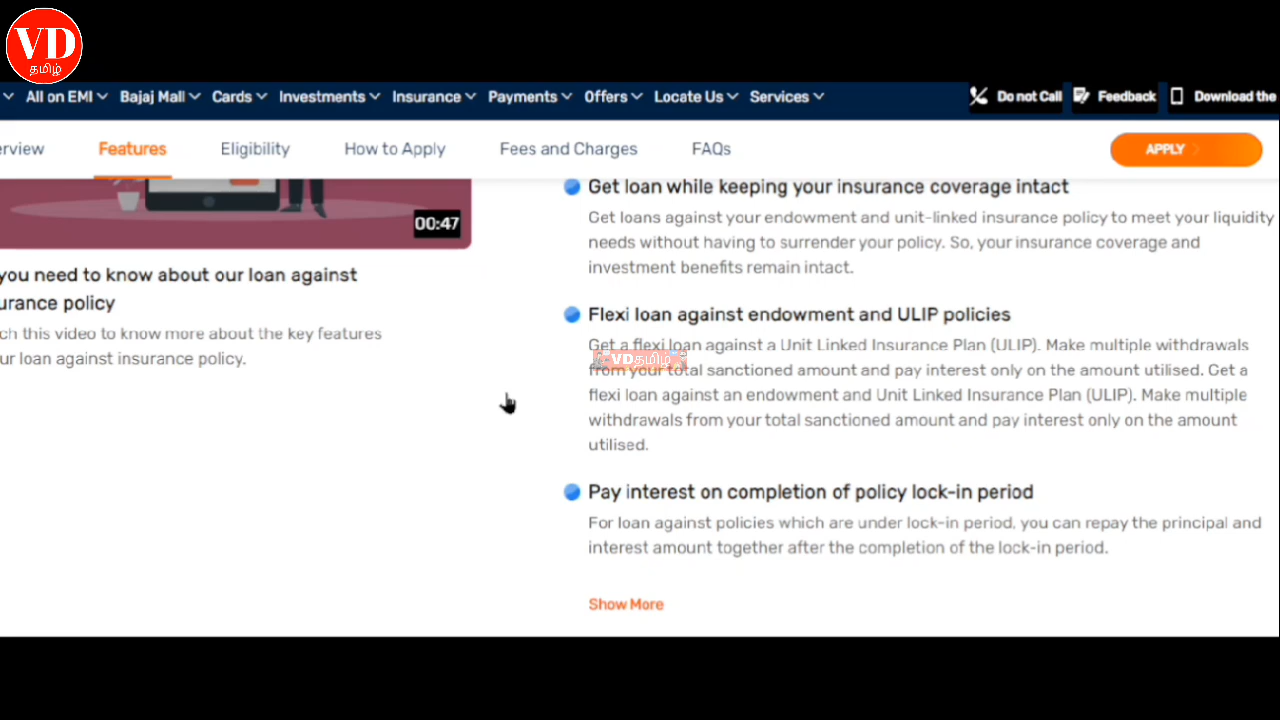 VD
தமிழ்
All on EMI Bajaj Mall Cards Investments Insurance Payments Offers Locate Us Services Do not Call Feedback Download the
erview Features Eligibility How to Apply Fees and Charges FAQs APPLY
00:47
you need to know about our loan against
urance policy
ch this video to know more about the key features
ur loan against insurance policy.
Get loan while keeping your insurance coverage intact
Get loans against your endowment and unit-linked insurance policy to meet your liquidity
needs without having to surrender your policy. So, your insurance coverage and
investment benefits remain intact.
Flexi loan against endowment and ULIP policies
Get a flexi loan against a Unit Linked Insurance Plan (ULIP). Make multiple withdrawals
VDதமிழ்
from your total sanctioned amount and pay interest only on the amount utilised. Get a
flexi loan against an endowment and Unit Linked Insurance Plan (ULIP). Make multiple
withdrawals from your total sanctioned amount and pay interest only on the amount
utilised.
Pay interest on completion of policy lock-in period
For loan against policies which are under lock-in period, you can repay the principal and
interest amount together after the completion of the lock-in period.
Show More